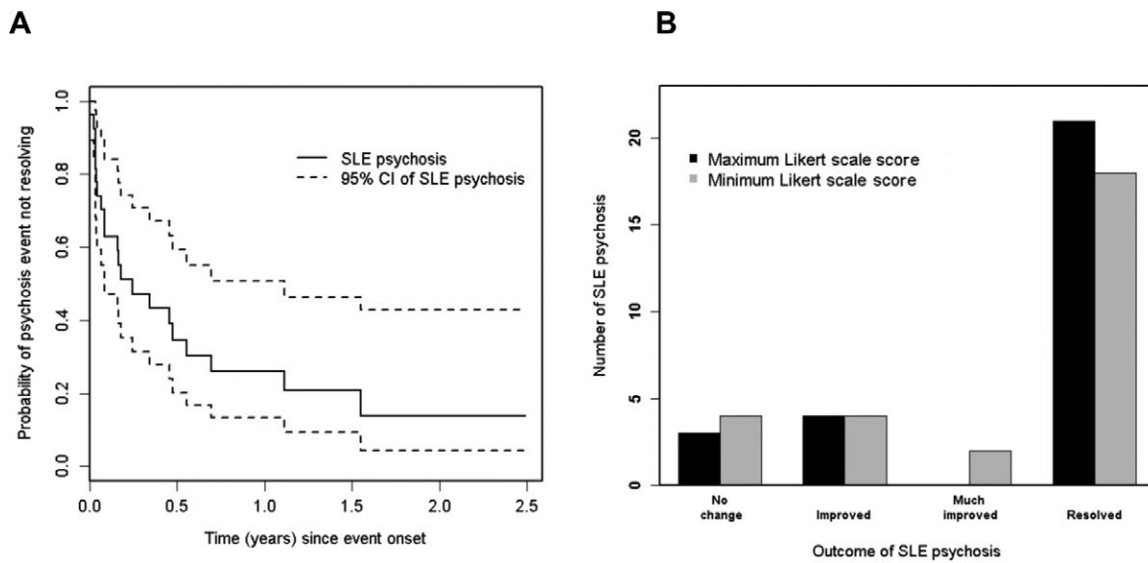 A
Probability of psychosis event not resolving
1.0
0.8
0.6
0.4
0.2
0.0
SLE psychosis
95% CI of SLE psychosis
0.0 0.5 1.0 1.5 2.0 2.5
Time (years) since event onset
B
Number of SLE psychosis
20
15
10
5
0
Maximum Likert scale score
Minimum Likert scale score
No change
Improved
Much improved
Resolved
Outcome of SLE psychosis